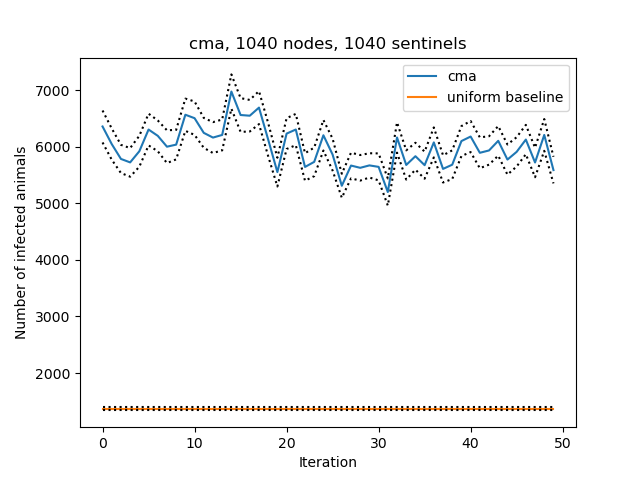 cma, 1040 nodes, 1040 sentinels
cma
uniform baseline
Number of infected animals
7000
6000
5000
4000
3000
2000
0
10
20
30
40
50
Iteration